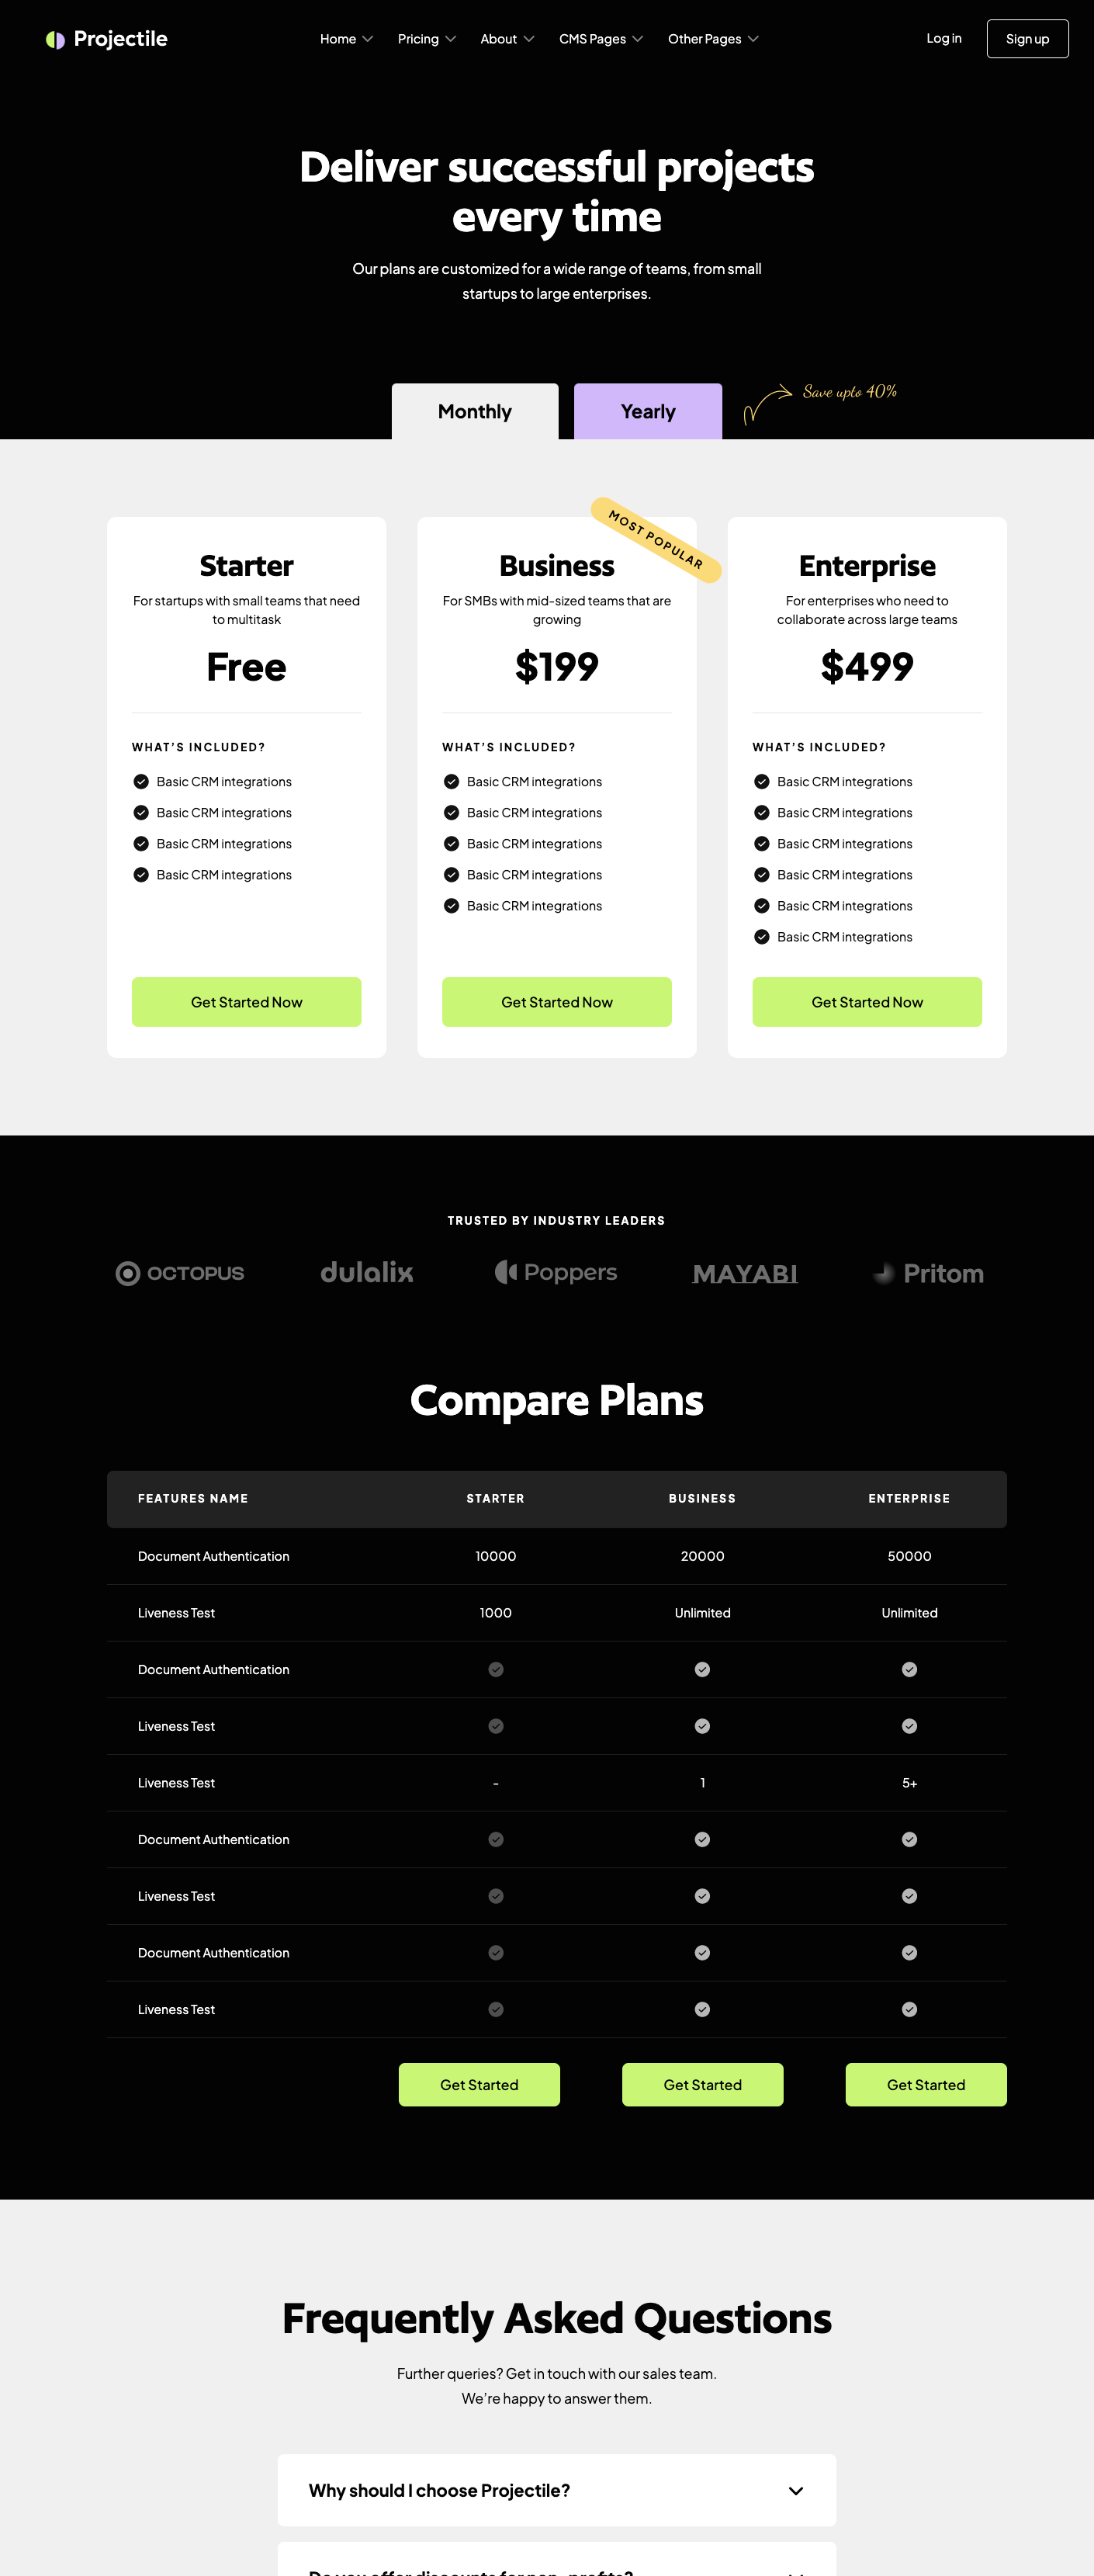 Projectile
Home
Pricing
About
CMS Pages
Other Pages
Log in
Sign up
Deliver successful projects
every time
Our plans are customized for a wide range of teams, from small
startups to large enterprises.
Monthly
Yearly
Save upto 40%
MOST POPULAR
Starter
For startups with small teams that need
to multitask
Free
WHAT’S INCLUDED?
Basic CRM integrations
Basic CRM integrations
Basic CRM integrations
Basic CRM integrations
Get Started Now
Business
For SMBs with mid-sized teams that are
growing
$199
WHAT’S INCLUDED?
Basic CRM integrations
Basic CRM integrations
Basic CRM integrations
Basic CRM integrations
Basic CRM integrations
Get Started Now
Enterprise
For enterprises who need to
collaborate across large teams
$499
WHAT’S INCLUDED?
Basic CRM integrations
Basic CRM integrations
Basic CRM integrations
Basic CRM integrations
Basic CRM integrations
Basic CRM integrations
Get Started Now
TRUSTED BY INDUSTRY LEADERS
OCTOPUS
dulalix
Poppers
MAYABI
Pritom
Compare Plans
FEATURES NAME STARTER BUSINESS ENTERPRISE
Document Authentication 10000 20000 50000
Liveness Test 1000 Unlimited Unlimited
Document Authentication
Liveness Test
Liveness Test - 1 5+
Document Authentication
Liveness Test
Document Authentication
Liveness Test
Get Started Get Started Get Started
Frequently Asked Questions
Further queries? Get in touch with our sales team.
We’re happy to answer them.
Why should I choose Projectile?
Do you offer discounts for non-profits?